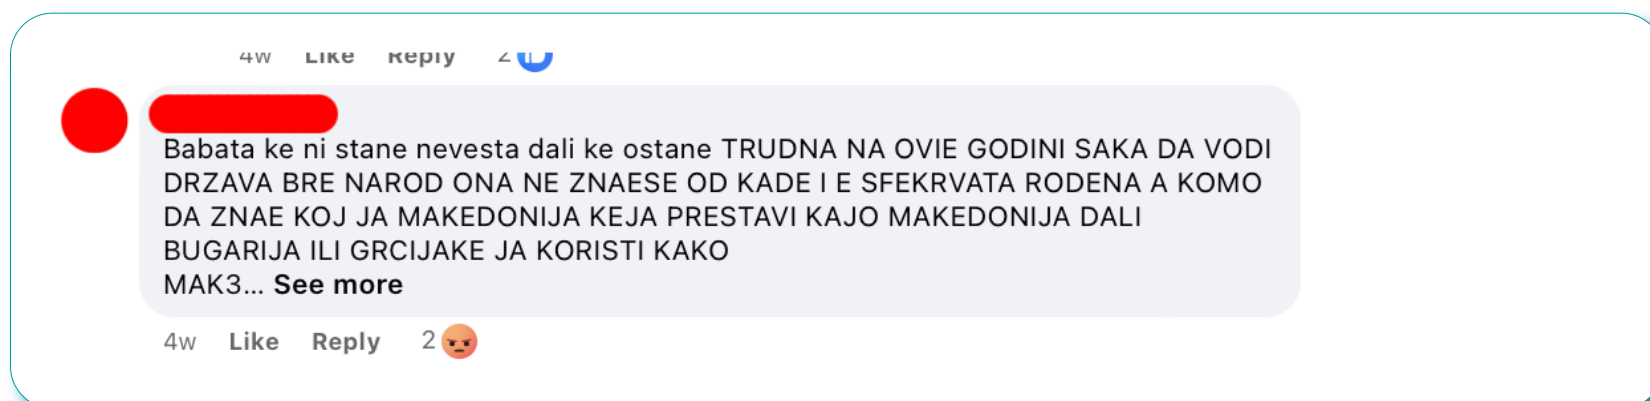 4w Like Reply 2
Babata ke ni stane nevesta dali ke ostane TRUDNA NA OVIE GODINI SAKA DA VODI
DRZAVA BRE NAROD ONA NE ZNAESE OD KADE I E SFEKRVATA RODENA A KOMO
DA ZNAE KOJ JA MAKEDONIJA KEJA PRESTAVI KAJO MAKEDONIJA DALI
BUGARIJA ILI GRCIJAKE JA KORISTI KAKO
MAK3... See more
4w Like Reply 2